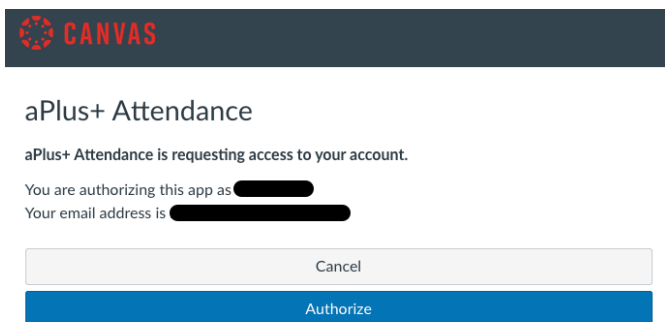 CANVAS
aPlus+ Attendance
aPlus+ Attendance is requesting access to your account.
You are authorizing this app as
Your email address is
Cancel
Authorize